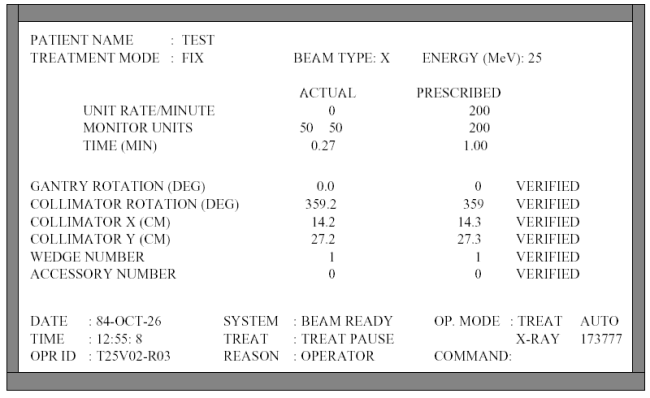 PATIENT NAME : TEST
TREATMENT MODE : FIX BEAM TYPE: X ENERGY (MeV): 25
ACTUAL PRESCRIBED
UNIT RATE/MINUTE 0 200
MONITOR UNITS 50 50 200
TIME (MIN) 0.27 1.00
GANTRY ROTATION (DEG) 0.0 0 VERIFIED
COLLIMATOR ROTATION (DEG) 359.2 359 VERIFIED
COLLIMATOR X (CM) 14.2 14.3 VERIFIED
COLLIMATOR Y (CM) 27.2 27.3 VERIFIED
WEDGE NUMBER 1 1 VERIFIED
ACCESSORY NUMBER 0 0 VERIFIED
DATE : 84-OCT-26 SYSTEM : BEAM READY OP. MODE : TREAT AUTO
TIME : 12:55: 8 TREAT : TREAT PAUSE X-RAY 173777
OPR ID : T25V02-R03 REASON : OPERATOR COMMAND: